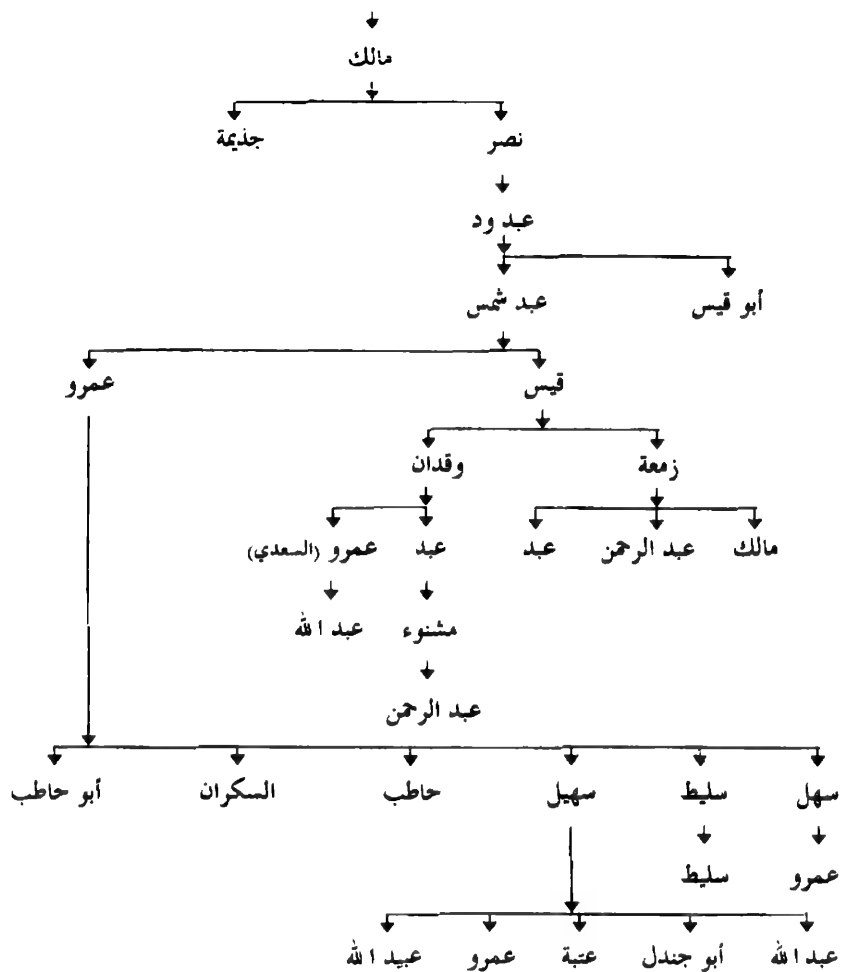 مالك
نصر جذيمة
عبد ود
أبو قيس عبد شمس
قيس عمرو
زمعة وقدان
مالك عبد الرحمن عبد عبد عمرو (السعدي)
مشنوء عبد الله
عبد الرحمن
سهل سليط سهيل حاطب السكران أبو حاطب
عمرو سليط
عبد الله أبو جندل عتبة عمرو عبيد الله